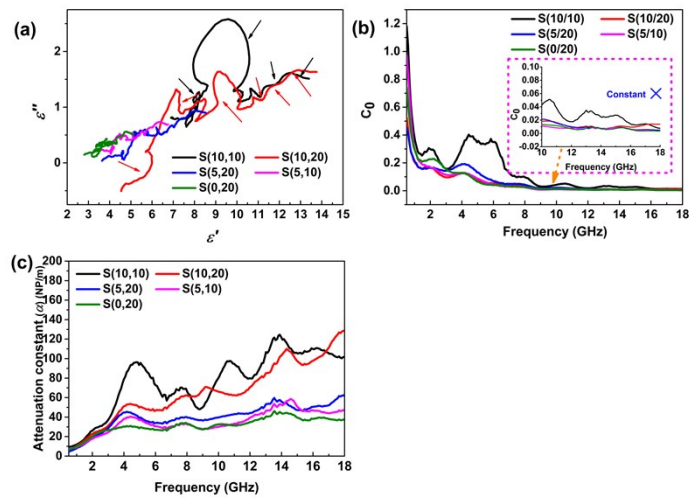 (a)
ε''
2
1
0
S(10,10) S(10,20)
S(5,20) S(5,10)
S(0,20)
2 3 4 5 6 7 8 9 10 11 12 13 14 15
ε'
(b)
C0
1.2
1.0
0.8
0.6
0.4
0.2
0.0
S(10/10) S(10/20)
S(5/20) S(5/10)
S(0/20)
C0
0.10
0.08
0.06
0.04
0.02
0.00
Constant
10 12 14 16 18
Frequency (GHz)
2 4 6 8 10 12 14 16 18
Frequency (GHz)
(c)
Attenuation constant (α) (NP/m)
200
180
160
140
120
100
80
60
40
20
0
S(10,10) S(10,20)
S(5,20) S(5,10)
S(0,20)
2 4 6 8 10 12 14 16 18
Frequency (GHz)